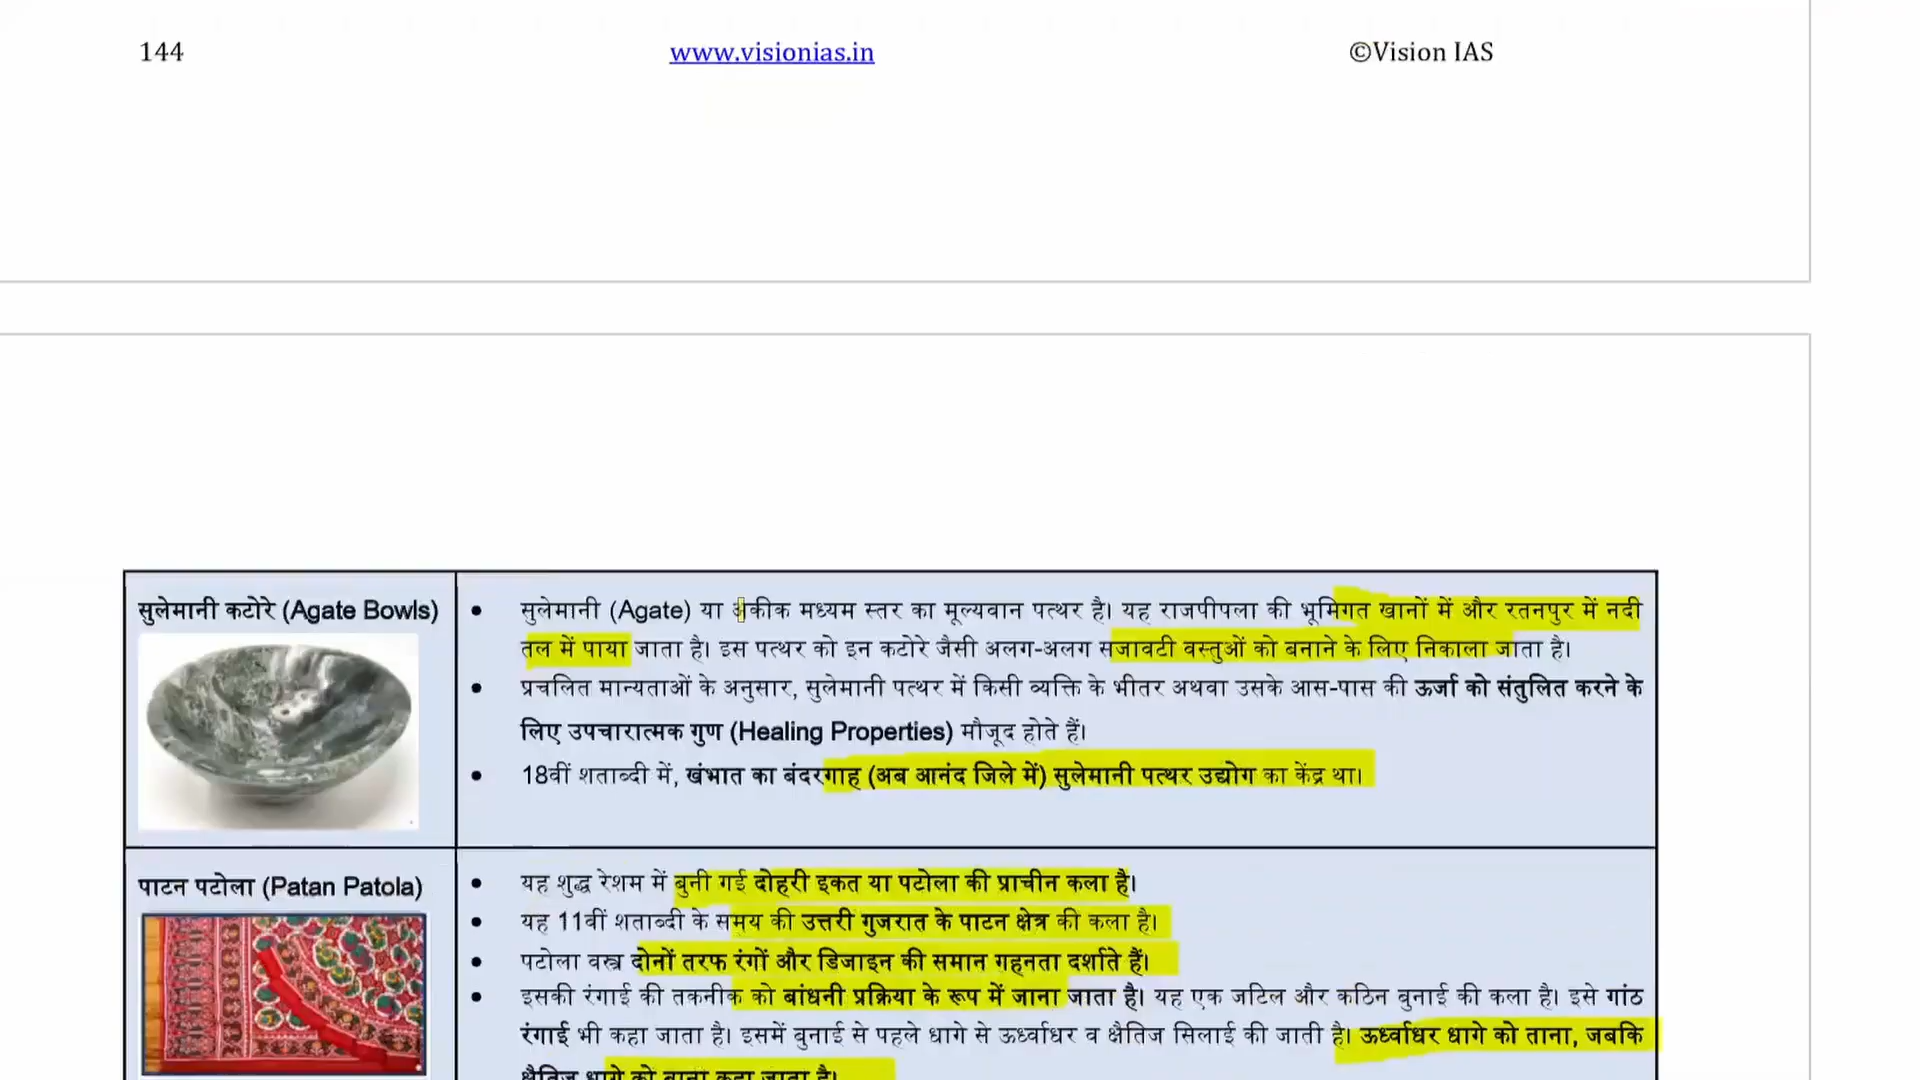 144 www.visionias.in ©Vision IAS
सुलेमानी कटोरे (Agate Bowls)
• सुलेमानी (Agate) या अकीक मध्यम स्तर का मूल्यवान पत्थर है। यह राजपीपला की भूमिगत खानों में और रतनपुर में नदी
तल में पाया जाता है। इस पत्थर को इन कटोरे जैसी अलग-अलग सजावटी वस्तुओं को बनाने के लिए निकाला जाता है।
• प्रचलित मान्यताओं के अनुसार, सुलेमानी पत्थर में किसी व्यक्ति के भीतर अथवा उसके आस-पास की ऊर्जा को संतुलित करने के
लिए उपचारात्मक गुण (Healing Properties) मौजूद होते हैं।
• 18वीं शताब्दी में, खंभात का बंदरगाह (अब आनंद जिले में) सुलेमानी पत्थर उद्योग का केंद्र था।
पाटन पटोला (Patan Patola)
• यह शुद्ध रेशम में बुनी गई दोहरी इकत या पटोला की प्राचीन कला है।
• यह 11वीं शताब्दी के समय की उत्तरी गुजरात के पाटन क्षेत्र की कला है।
• पटोला वस्त्र दोनों तरफ रंगों और डिजाइन की समान गहनता दर्शाते हैं।
• इसकी रंगाई की तकनीक को बांधनी प्रक्रिया के रूप में जाना जाता है। यह एक जटिल और कठिन बुनाई की कला है। इसे गांठ
रंगाई भी कहा जाता है। इसमें बुनाई से पहले धागे से ऊर्ध्वाधर व क्षैतिज सिलाई की जाती है। ऊर्ध्वाधर धागे को ताना, जबकि
क्षैतिज धागे को बाना कहा जाता है।